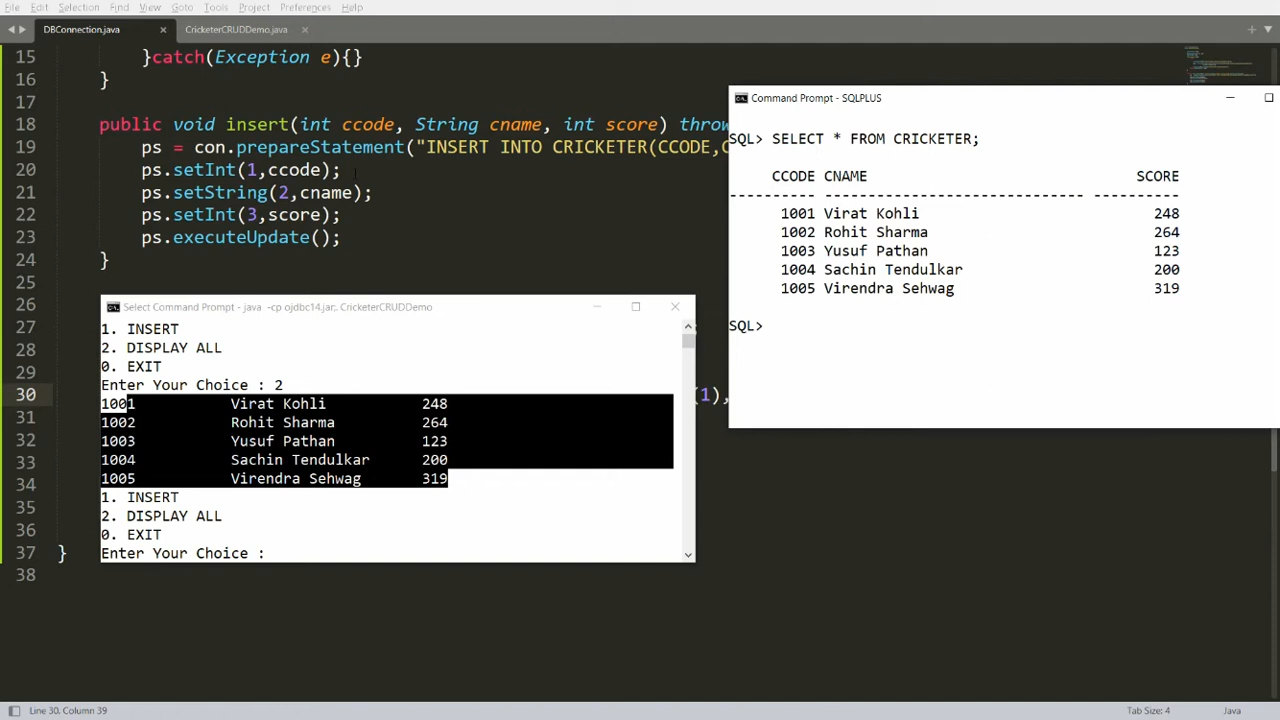 File Edit Selection Find View Goto Tools Project Preferences Help
DBConnection.java × CricketerCRUDDemo.java ×
15 }catch(Exception e){}
16 }
17
18 public void insert(int ccode, String cname, int score) throw
19 ps = con.prepareStatement("INSERT INTO CRICKETER(CCODE,C
20 ps.setInt(1,ccode);
21 ps.setString(2,cname);
22 ps.setInt(3,score);
23 ps.executeUpdate();
24 }
25
26
27
28
29
30 (1),
31
32
33
34
35
36
37 }
38
Command Prompt - SQLPLUS
SQL> SELECT * FROM CRICKETER;
CCODE CNAME SCORE
---------- ------------------------------ ----------
1001 Virat Kohli 248
1002 Rohit Sharma 264
1003 Yusuf Pathan 123
1004 Sachin Tendulkar 200
1005 Virendra Sehwag 319
SQL>
Select Command Prompt - java -cp ojdbc14.jar;. CricketerCRUDDemo
1. INSERT
2. DISPLAY ALL
0. EXIT
Enter Your Choice : 2
1001 Virat Kohli 248
1002 Rohit Sharma 264
1003 Yusuf Pathan 123
1004 Sachin Tendulkar 200
1005 Virendra Sehwag 319
1. INSERT
2. DISPLAY ALL
0. EXIT
Enter Your Choice :
Line 30, Column 39 Tab Size: 4 Java